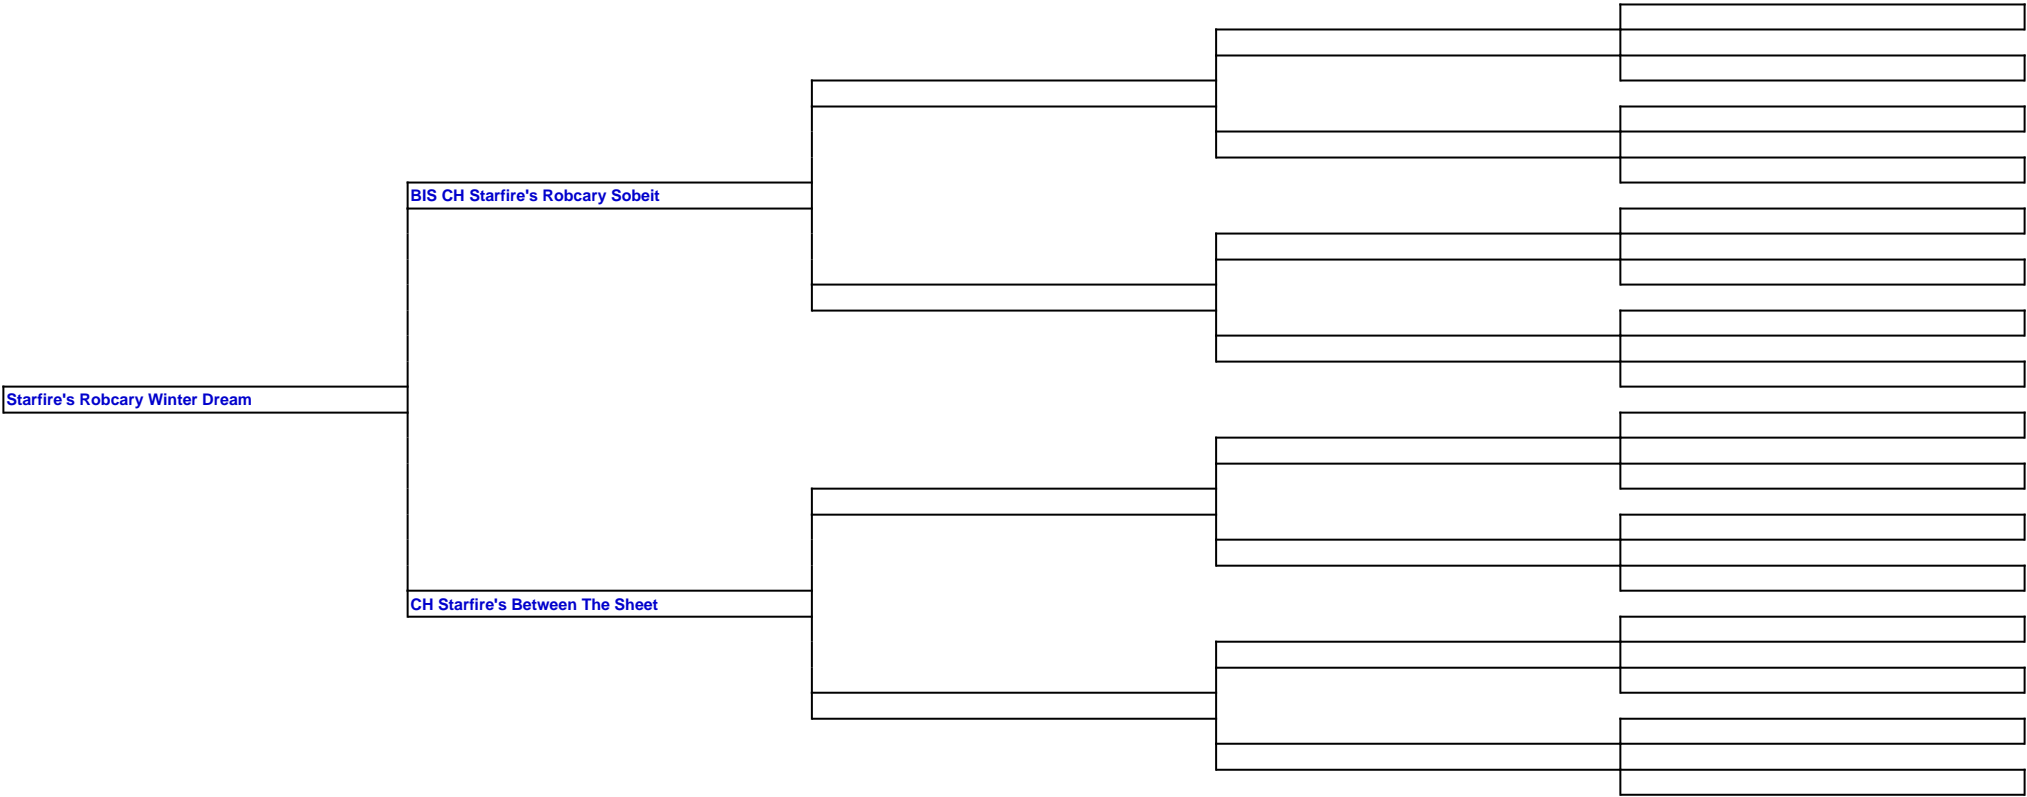 BIS CH Starfire's Robcary Sobeit
Starfire's Robcary Winter Dream
CH Starfire's Between The Sheet